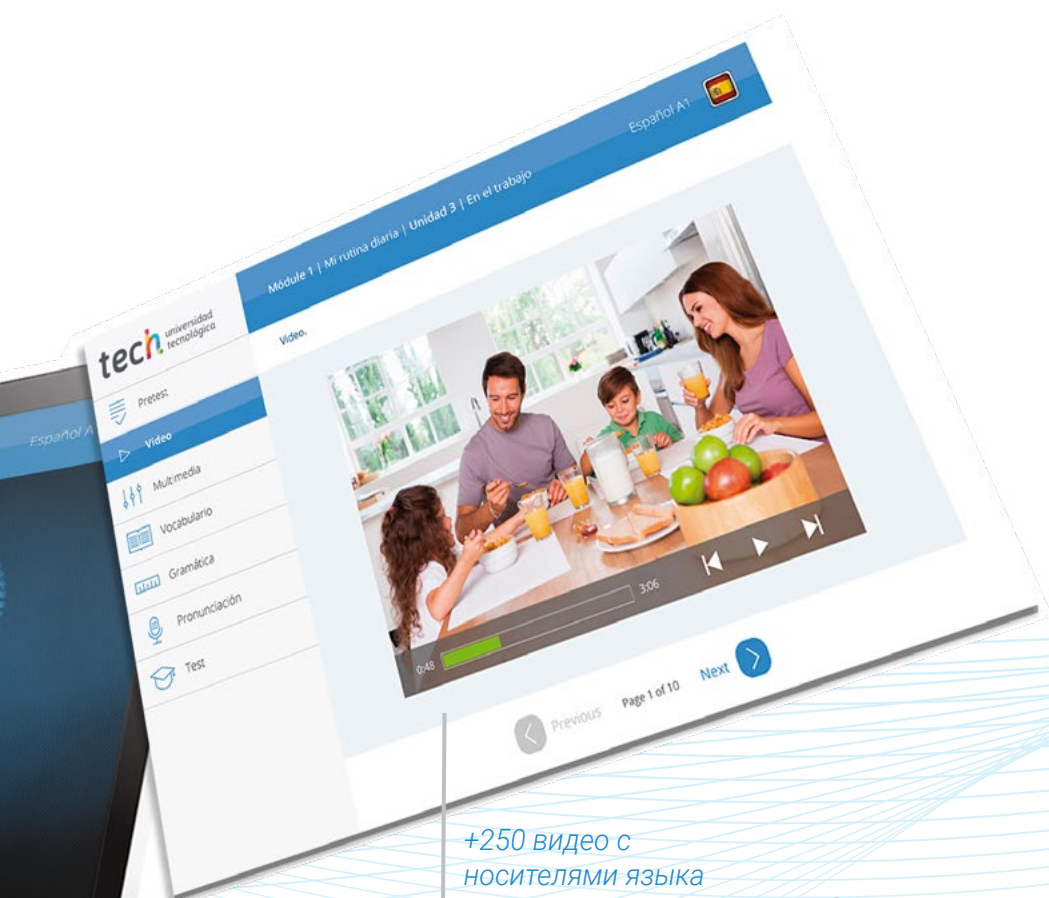 Español A1
Módule 1 | Mi rutina diaria | Unidad 3 | En el trabajo
tech universidad
tecnológica
Video.
Pretest
Video
Multimedia
Vocabulario
Gramática
Pronunciación
Test
Español A
0:48
3:06
Previous
Page 1 of 10
Next
+250 видео с
носителями языка